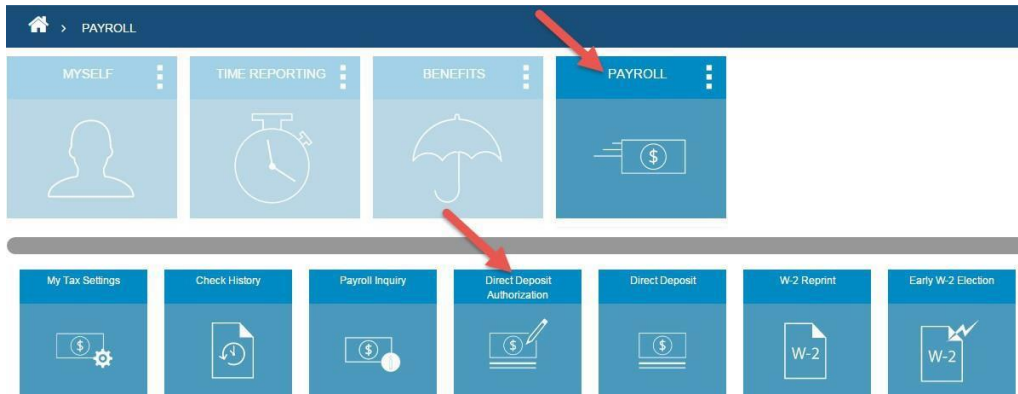 > PAYROLL
MYSELF
TIME REPORTING
BENEFITS
PAYROLL
$
My Tax Settings
Check History
Payroll Inquiry
Direct Deposit
Authorization
Direct Deposit
W-2 Reprint
Early W-2 Election
$
$
$
$
W-2
W-2